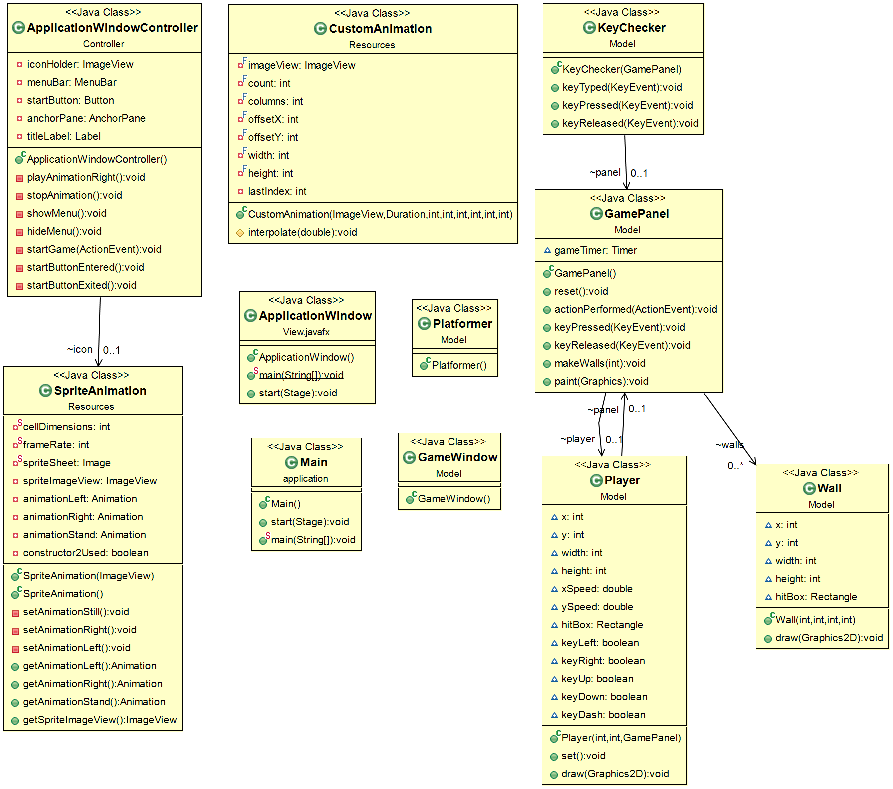 <<Java Class>>
ApplicationWindowController
Controller
iconHolder: ImageView
menuBar: MenuBar
startButton: Button
anchorPane: AnchorPane
titleLabel: Label
ApplicationWindowController()
playAnimationRight():void
stopAnimation():void
showMenu():void
hideMenu():void
startGame(ActionEvent):void
startButtonEntered():void
startButtonExited():void
~icon
0..1
<<Java Class>>
SpriteAnimation
Resources
cellDimensions: int
frameRate: int
spriteSheet: Image
spriteImageView: ImageView
animationLeft: Animation
animationRight: Animation
animationStand: Animation
constructor2Used: boolean
SpriteAnimation(ImageView)
SpriteAnimation()
setAnimationStill():void
setAnimationRight():void
setAnimationLeft():void
getAnimationLeft():Animation
getAnimationRight():Animation
getAnimationStand():Animation
getSpriteImageView():ImageView
<<Java Class>>
CustomAnimation
Resources
imageView: ImageView
count: int
columns: int
offsetX: int
offsetY: int
width: int
height: int
lastIndex: int
CustomAnimation(ImageView,Duration,int,int,int,int,int,int)
interpolate(double):void
<<Java Class>>
ApplicationWindow
View.javafx
ApplicationWindow()
main(String[]):void
start(Stage):void
<<Java Class>>
Platformer
Model
Platformer()
<<Java Class>>
Main
application
Main()
start(Stage):void
main(String[]):void
<<Java Class>>
GameWindow
Model
GameWindow()
<<Java Class>>
KeyChecker
Model
KeyChecker(GamePanel)
keyTyped(KeyEvent):void
keyPressed(KeyEvent):void
keyReleased(KeyEvent):void
~panel
0..1
<<Java Class>>
GamePanel
Model
gameTimer: Timer
GamePanel()
reset():void
actionPerformed(ActionEvent):void
keyPressed(KeyEvent):void
keyReleased(KeyEvent):void
makeWalls(int):void
paint(Graphics):void
~panel
0..1
~player
0..1
~walls
0..*
<<Java Class>>
Player
Model
x: int
y: int
width: int
height: int
xSpeed: double
ySpeed: double
hitBox: Rectangle
keyLeft: boolean
keyRight: boolean
keyUp: boolean
keyDown: boolean
keyDash: boolean
Player(int,int,GamePanel)
set():void
draw(Graphics2D):void
<<Java Class>>
Wall
Model
x: int
y: int
width: int
height: int
hitBox: Rectangle
Wall(int,int,int,int)
draw(Graphics2D):void